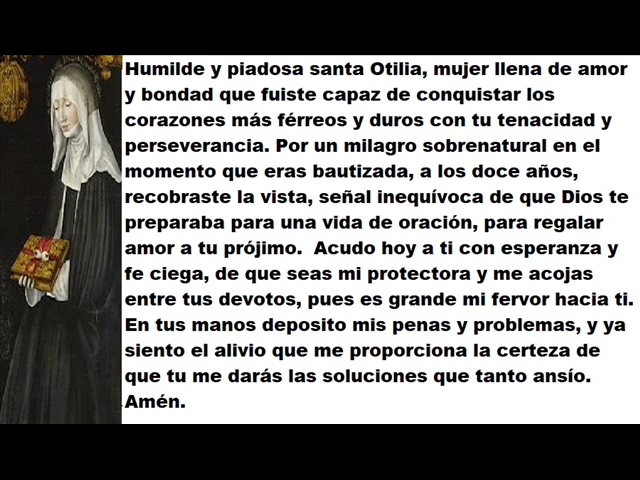 Humilde y piadosa santa Otilia, mujer llena de amor
y bondad que fuiste capaz de conquistar los
corazones más férreos y duros con tu tenacidad y
perseverancia. Por un milagro sobrenatural en el
momento que eras bautizada, a los doce años,
recobraste la vista, señal inequívoca de que Dios te
preparaba para una vida de oración, para regalar
amor a tu prójimo.  Acudo hoy a ti con esperanza y
fe ciega, de que seas mi protectora y me acojas
entre tus devotos, pues es grande mi fervor hacia ti.
En tus manos deposito mis penas y problemas, y ya
siento el alivio que me proporciona la certeza de
que tu me darás las soluciones que tanto ansío.
Amén.